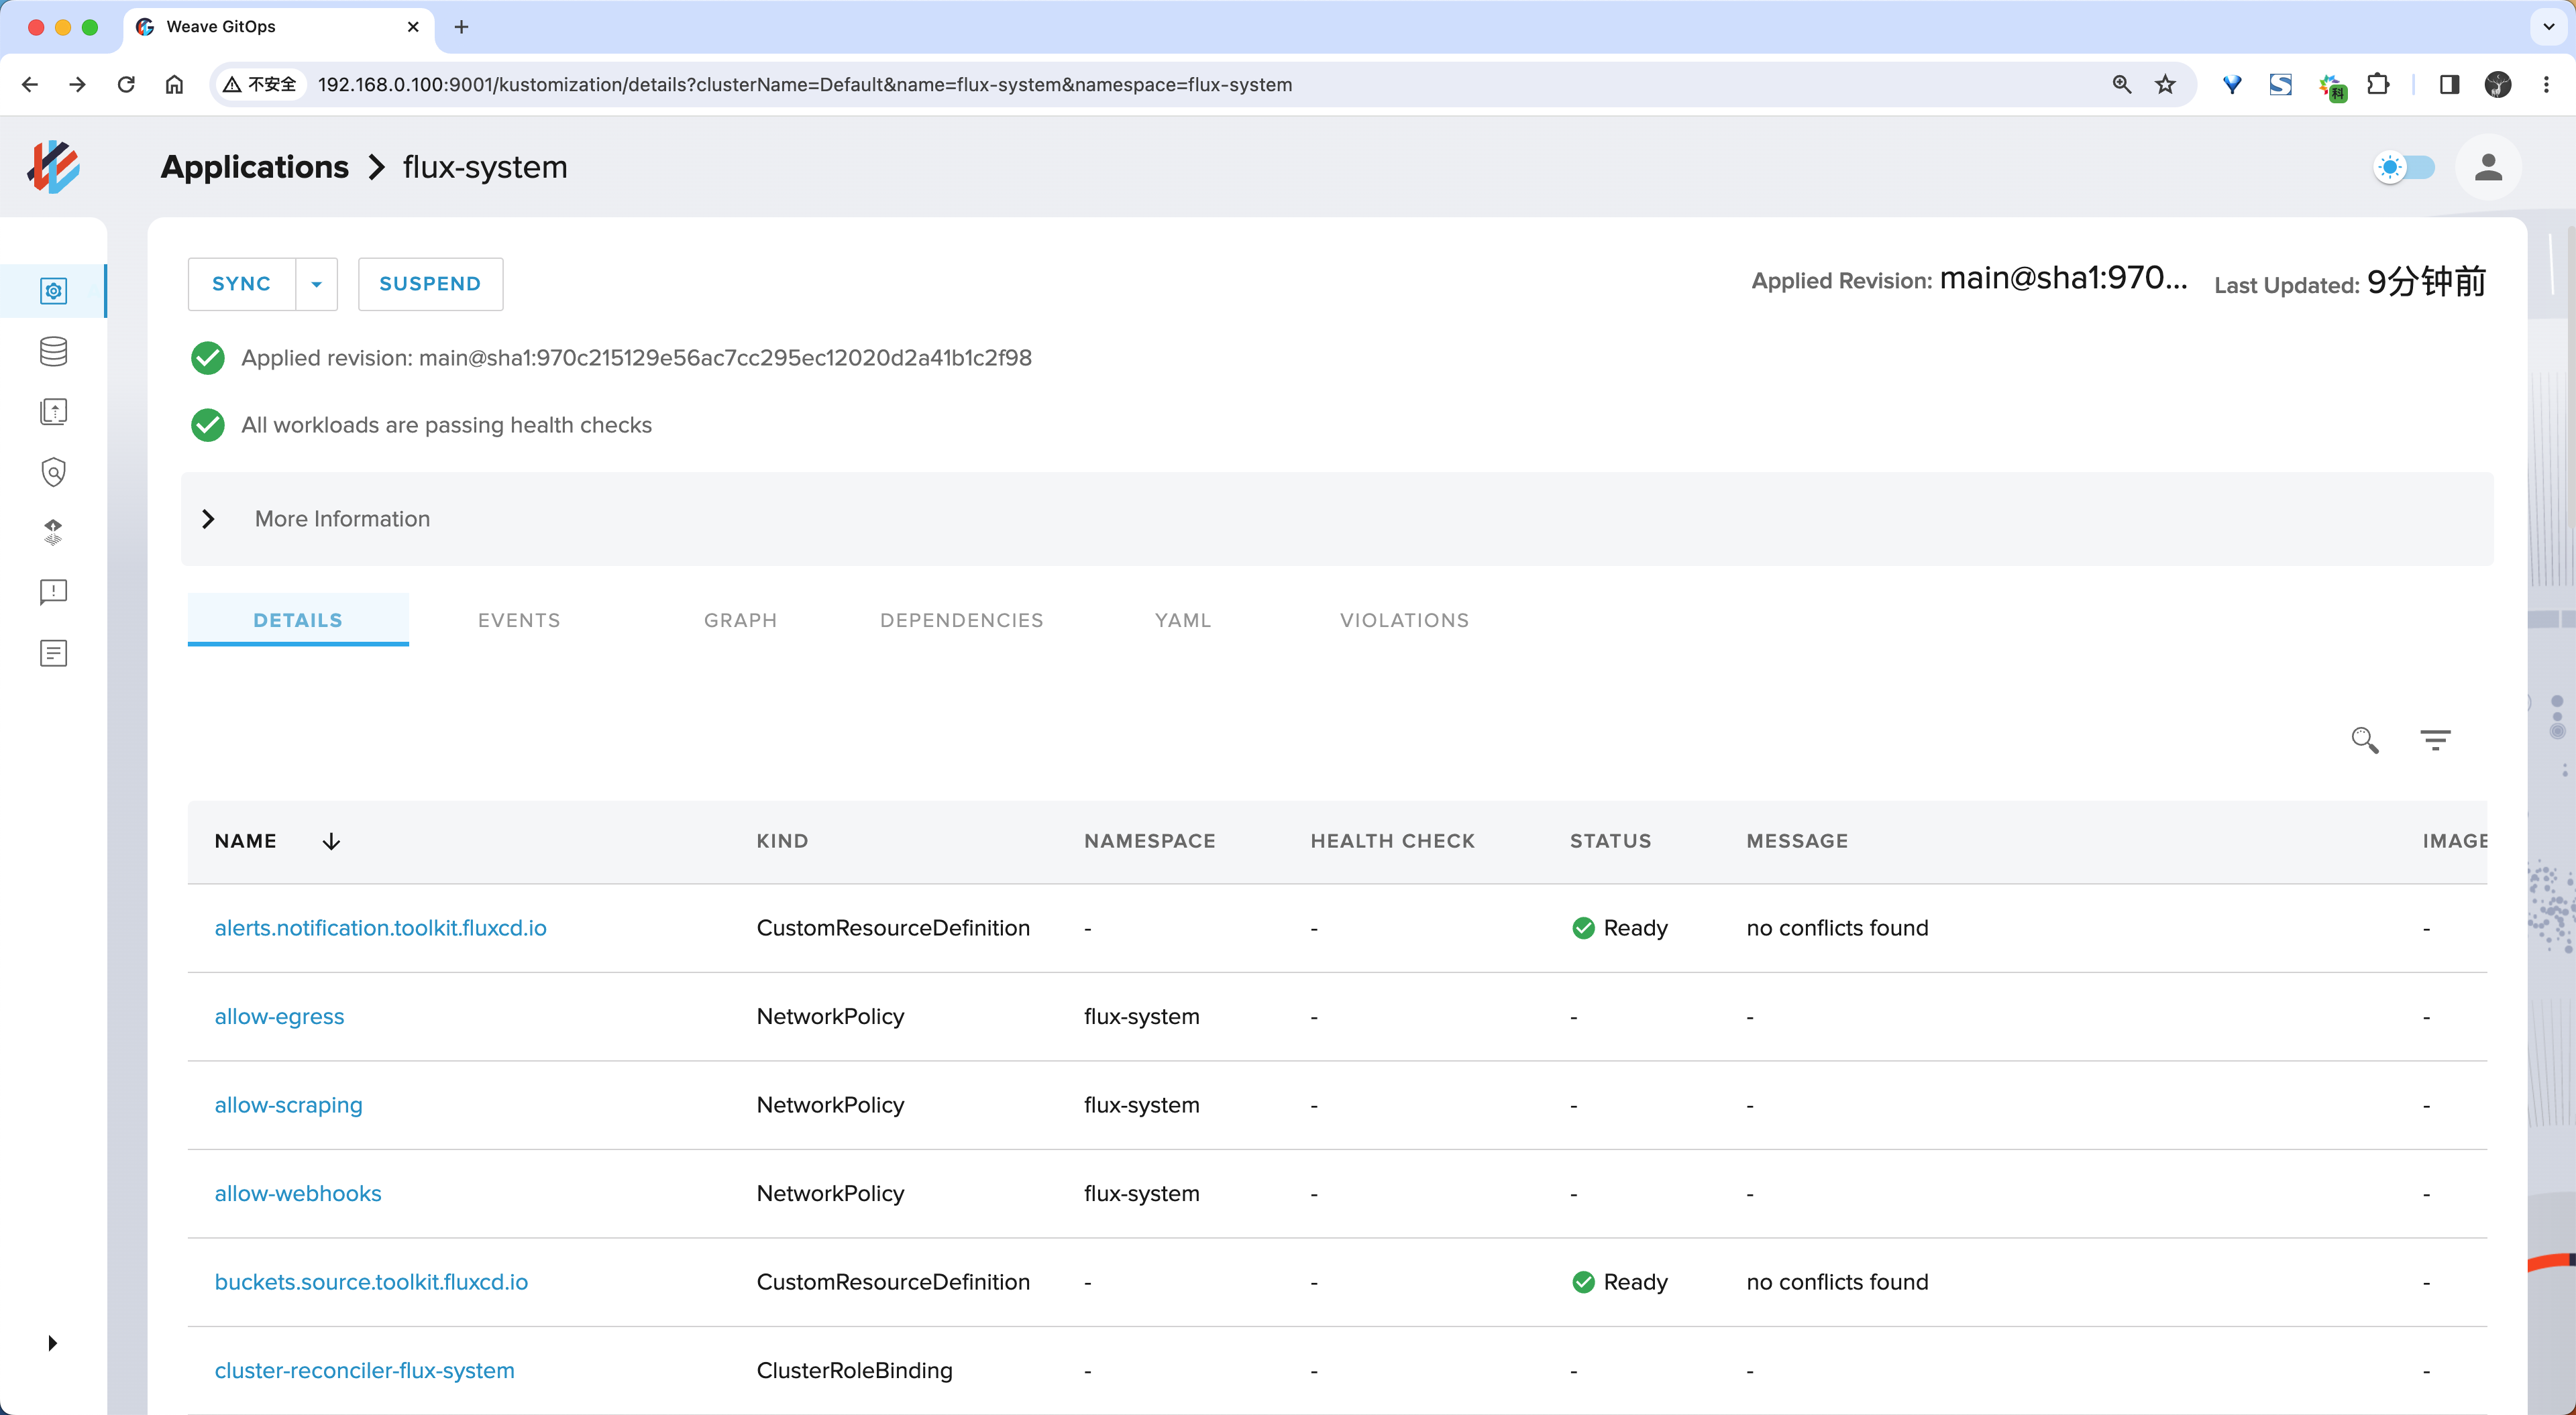 Weave GitOps
不安全 192.168.0.100:9001/kustomization/details?clusterName=Default&name=flux-system&namespace=flux-system
科
Applications > flux-system
SYNC SUSPEND Applied Revision: main@sha1:970... Last Updated: 9分钟前
Applied revision: main@sha1:970c215129e56ac7cc295ec12020d2a41b1c2f98
All workloads are passing health checks
More Information
DETAILS EVENTS GRAPH DEPENDENCIES YAML VIOLATIONS
NAME KIND NAMESPACE HEALTH CHECK STATUS MESSAGE IMAGE
alerts.notification.toolkit.fluxcd.io CustomResourceDefinition - - Ready no conflicts found -
allow-egress NetworkPolicy flux-system - - - -
allow-scraping NetworkPolicy flux-system - - - -
allow-webhooks NetworkPolicy flux-system - - - -
buckets.source.toolkit.fluxcd.io CustomResourceDefinition - - Ready no conflicts found -
cluster-reconciler-flux-system ClusterRoleBinding - - - - -